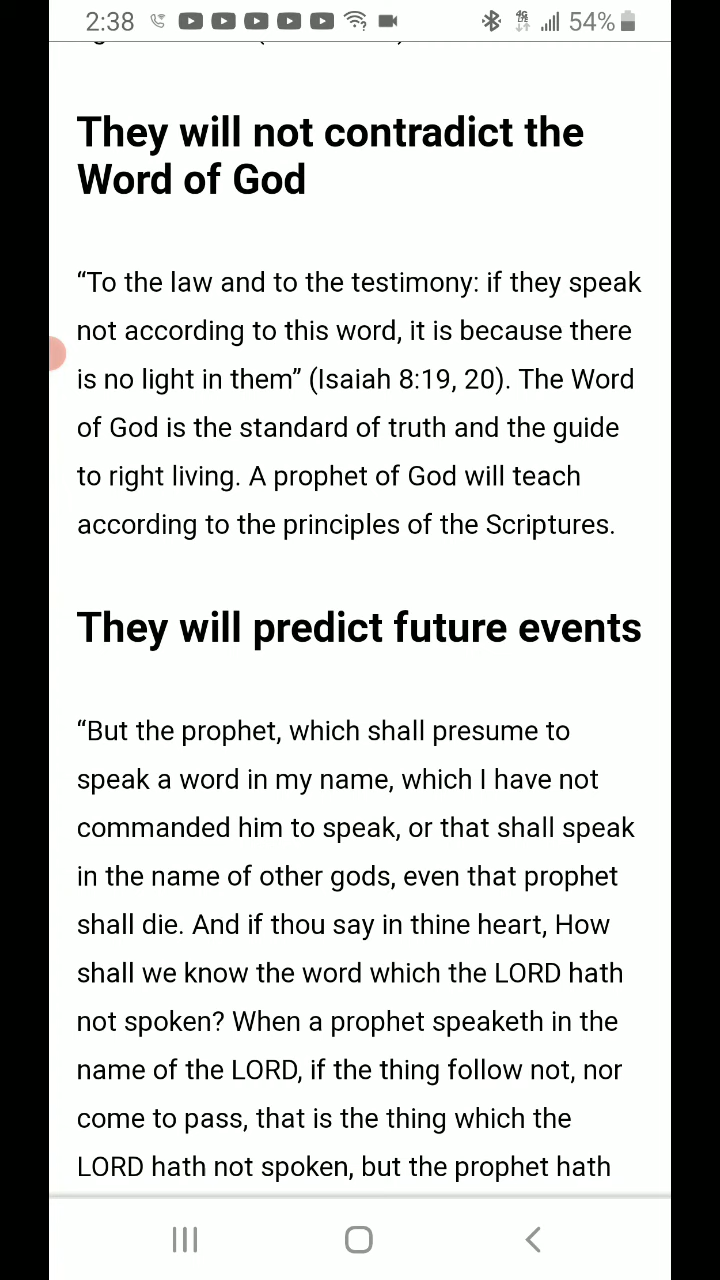 2:38
54%
They will not contradict the
Word of God
“To the law and to the testimony: if they speak
not according to this word, it is because there
is no light in them” (Isaiah 8:19, 20). The Word
of God is the standard of truth and the guide
to right living. A prophet of God will teach
according to the principles of the Scriptures.
They will predict future events
“But the prophet, which shall presume to
speak a word in my name, which I have not
commanded him to speak, or that shall speak
in the name of other gods, even that prophet
shall die. And if thou say in thine heart, How
shall we know the word which the LORD hath
not spoken? When a prophet speaketh in the
name of the LORD, if the thing follow not, nor
come to pass, that is the thing which the
LORD hath not spoken, but the prophet hath